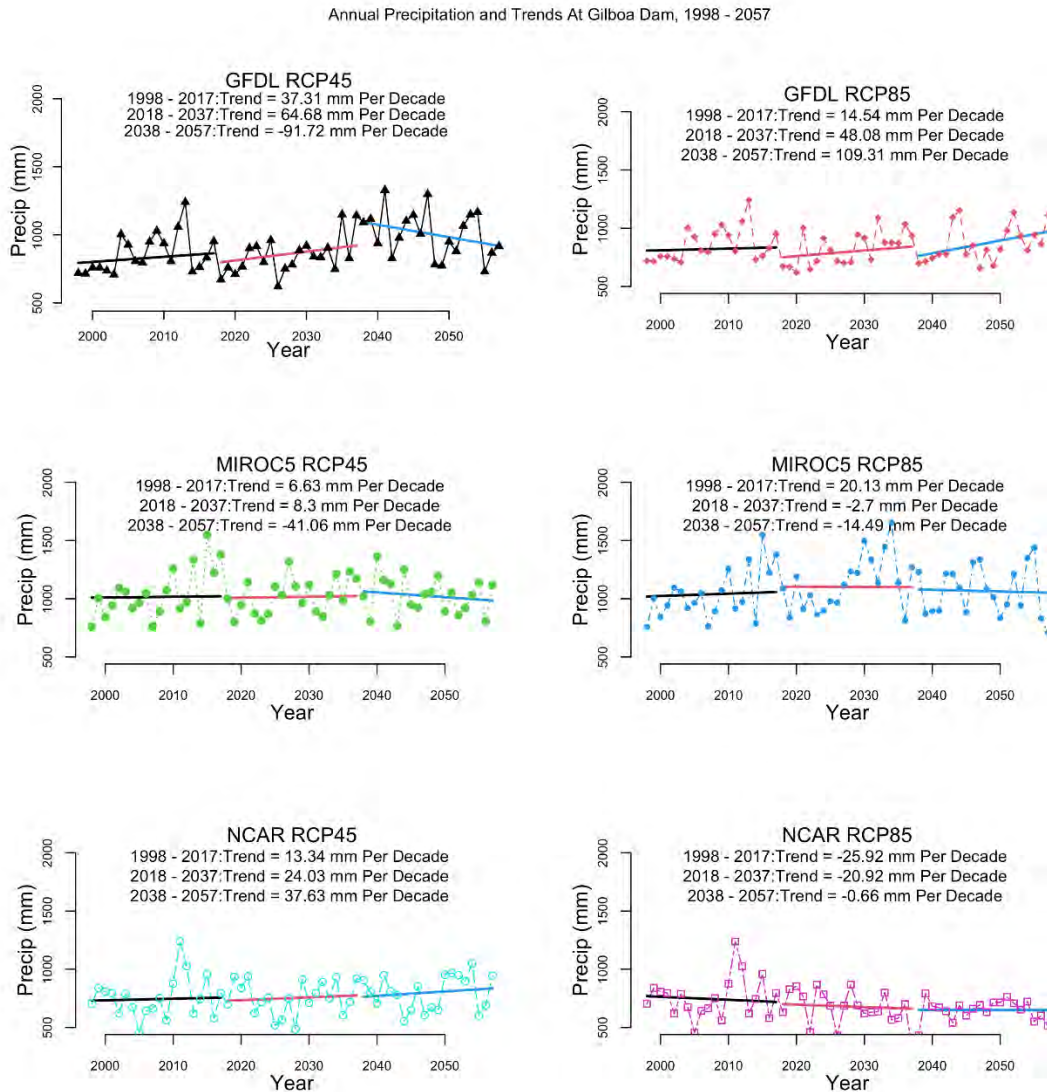 Annual Precipitation and Trends At Gilboa Dam, 1998 - 2057
GFDL RCP45
1998 - 2017:Trend = 37.31 mm Per Decade
2018 - 2037:Trend = 64.68 mm Per Decade
2038 - 2057:Trend = -91.72 mm Per Decade
Precip (mm)
2000
1500
1000
500
2000 2010 2020 2030 2040 2050
Year
GFDL RCP85
1998 - 2017:Trend = 14.54 mm Per Decade
2018 - 2037:Trend = 48.08 mm Per Decade
2038 - 2057:Trend = 109.31 mm Per Decade
Precip (mm)
2000
1500
1000
500
2000 2010 2020 2030 2040 2050
Year
MIROC5 RCP45
1998 - 2017:Trend = 6.63 mm Per Decade
2018 - 2037:Trend = 8.3 mm Per Decade
2038 - 2057:Trend = -41.06 mm Per Decade
Precip (mm)
2000
1500
1000
500
2000 2010 2020 2030 2040 2050
Year
MIROC5 RCP85
1998 - 2017:Trend = 20.13 mm Per Decade
2018 - 2037:Trend = -2.7 mm Per Decade
2038 - 2057:Trend = -14.49 mm Per Decade
Precip (mm)
2000
1500
1000
500
2000 2010 2020 2030 2040 2050
Year
NCAR RCP45
1998 - 2017:Trend = 13.34 mm Per Decade
2018 - 2037:Trend = 24.03 mm Per Decade
2038 - 2057:Trend = 37.63 mm Per Decade
Precip (mm)
2000
1500
1000
500
2000 2010 2020 2030 2040 2050
Year
NCAR RCP85
1998 - 2017:Trend = -25.92 mm Per Decade
2018 - 2037:Trend = -20.92 mm Per Decade
2038 - 2057:Trend = -0.66 mm Per Decade
Precip (mm)
2000
1500
1000
500
2000 2010 2020 2030 2040 2050
Year